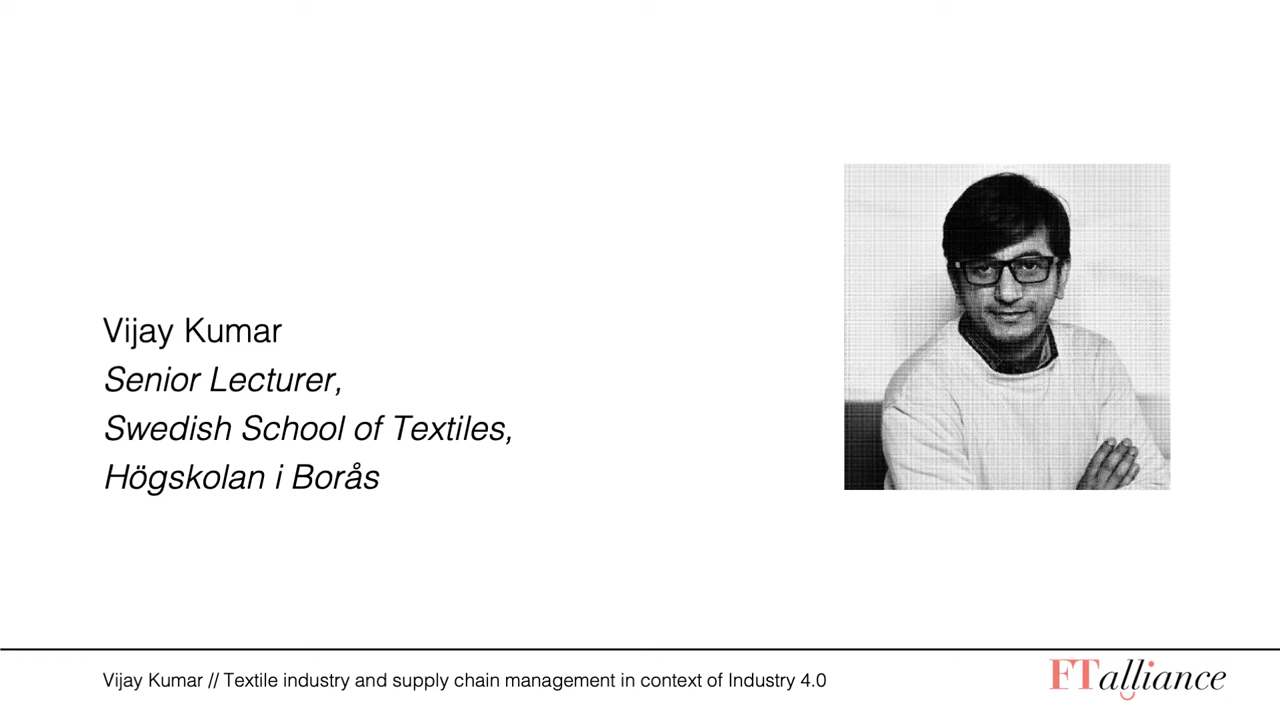 Vijay Kumar
Senior Lecturer,
Swedish School of Textiles,
Högskolan i Borås
Vijay Kumar // Textile industry and supply chain management in context of Industry 4.0
FTalliance